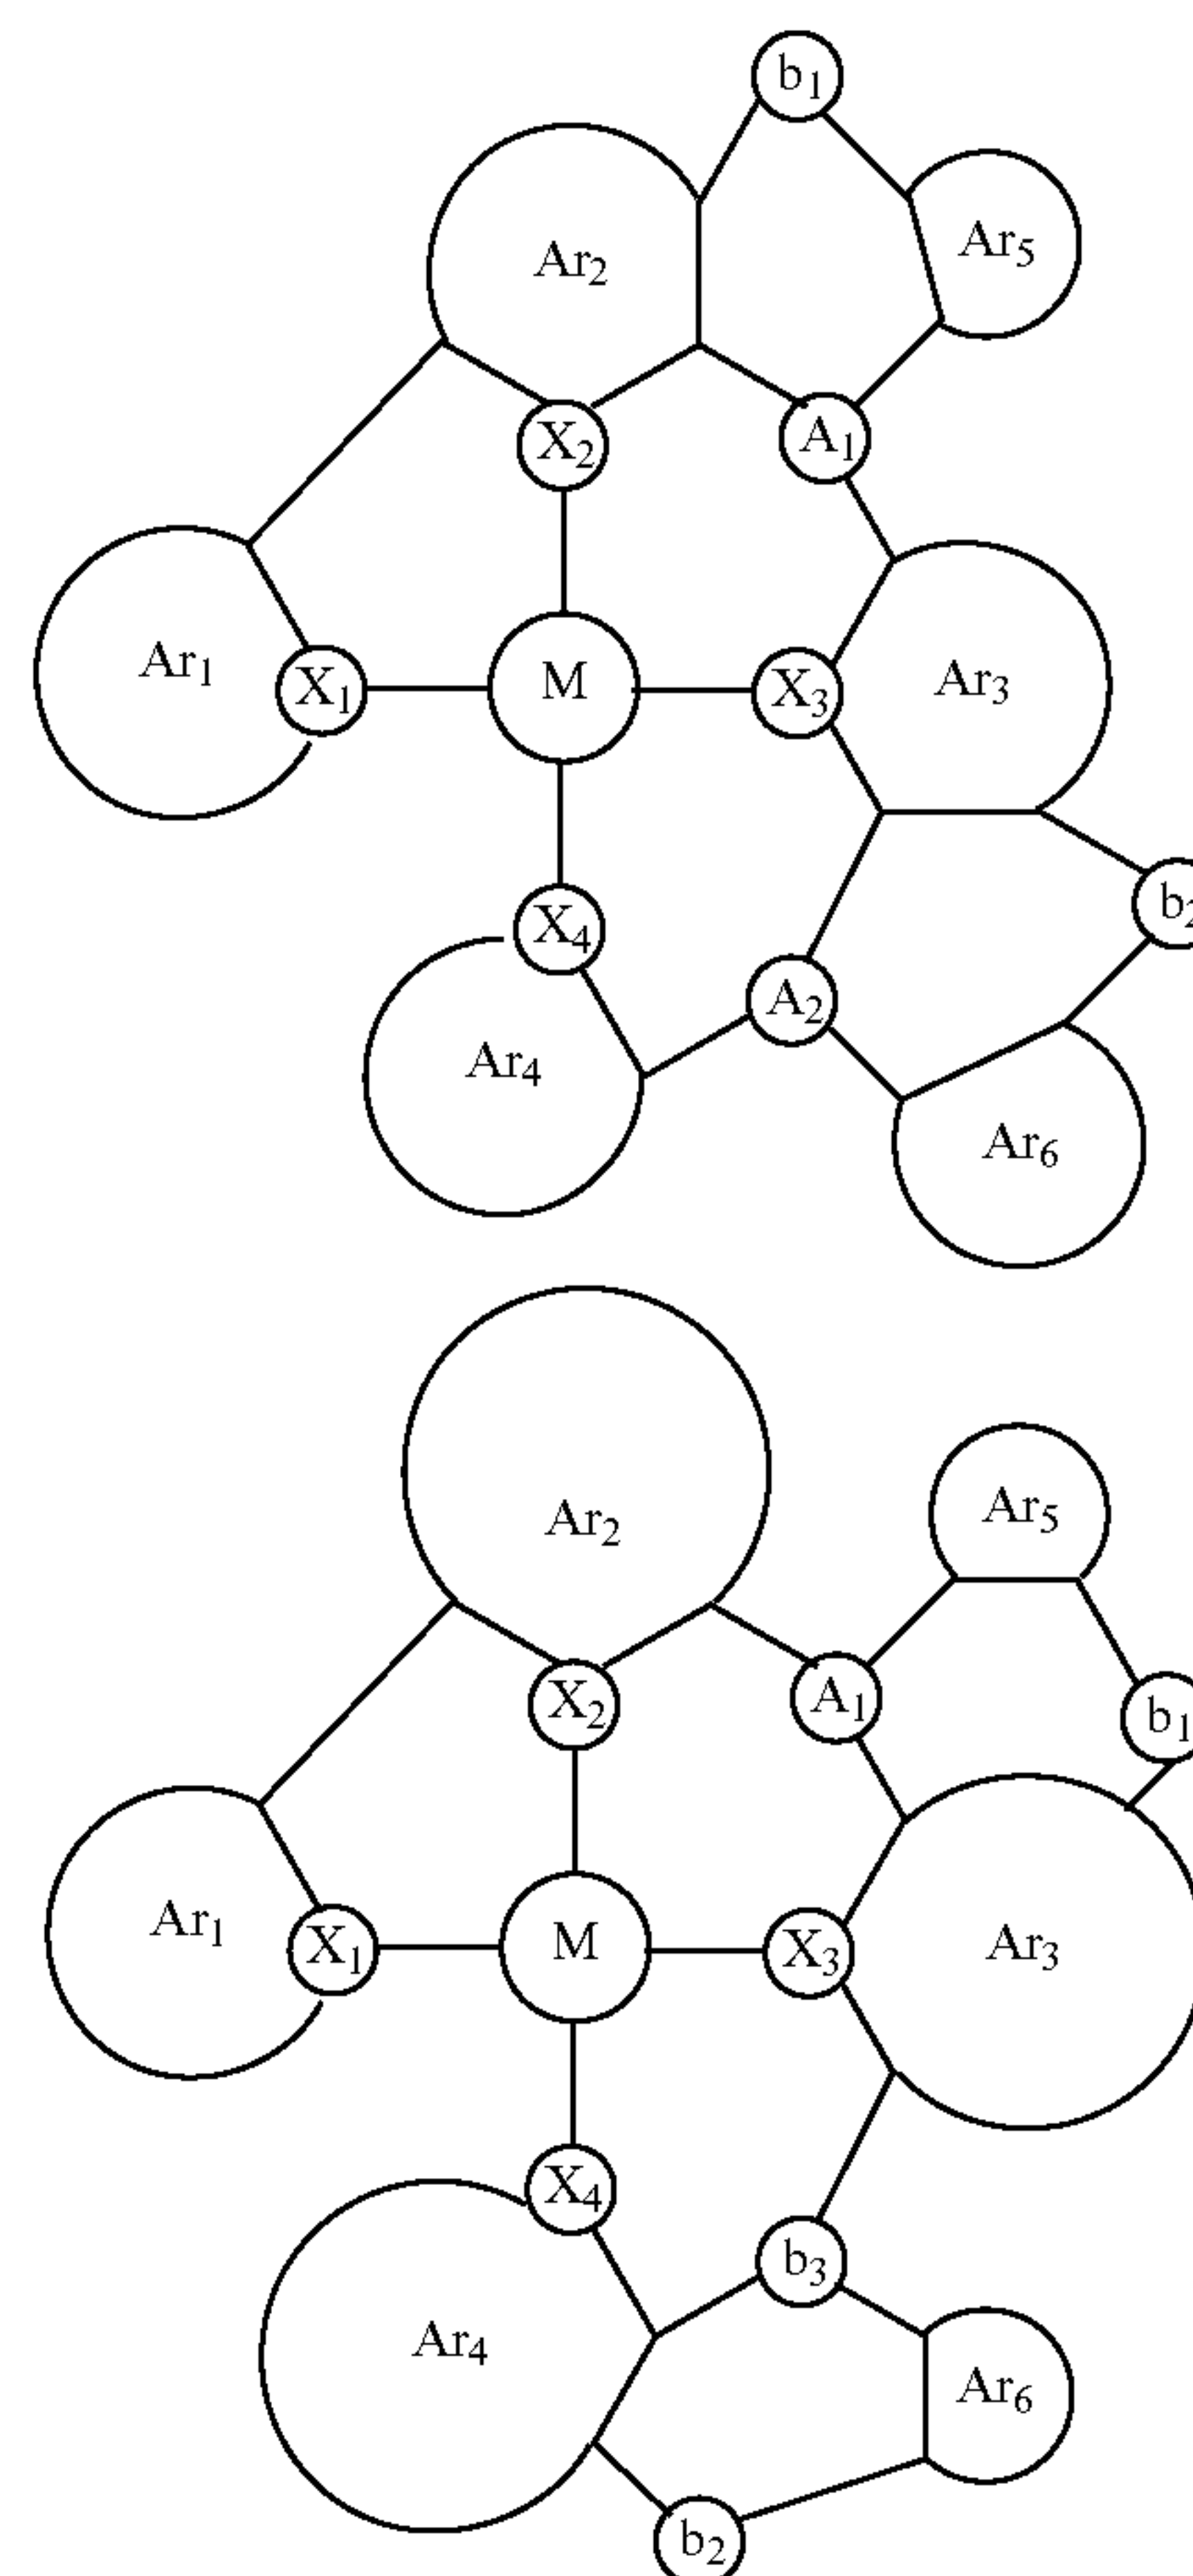 b₁
Ar₂
Ar₅
X₂
A₁
Ar₁
X₁
M
X₃
Ar₃
b₂
X₄
A₂
Ar₄
Ar₆
Ar₂
Ar₅
A₁
X₂
b₁
Ar₁
X₁
M
X₃
Ar₃
X₄
b₃
Ar₄
Ar₆
b₂